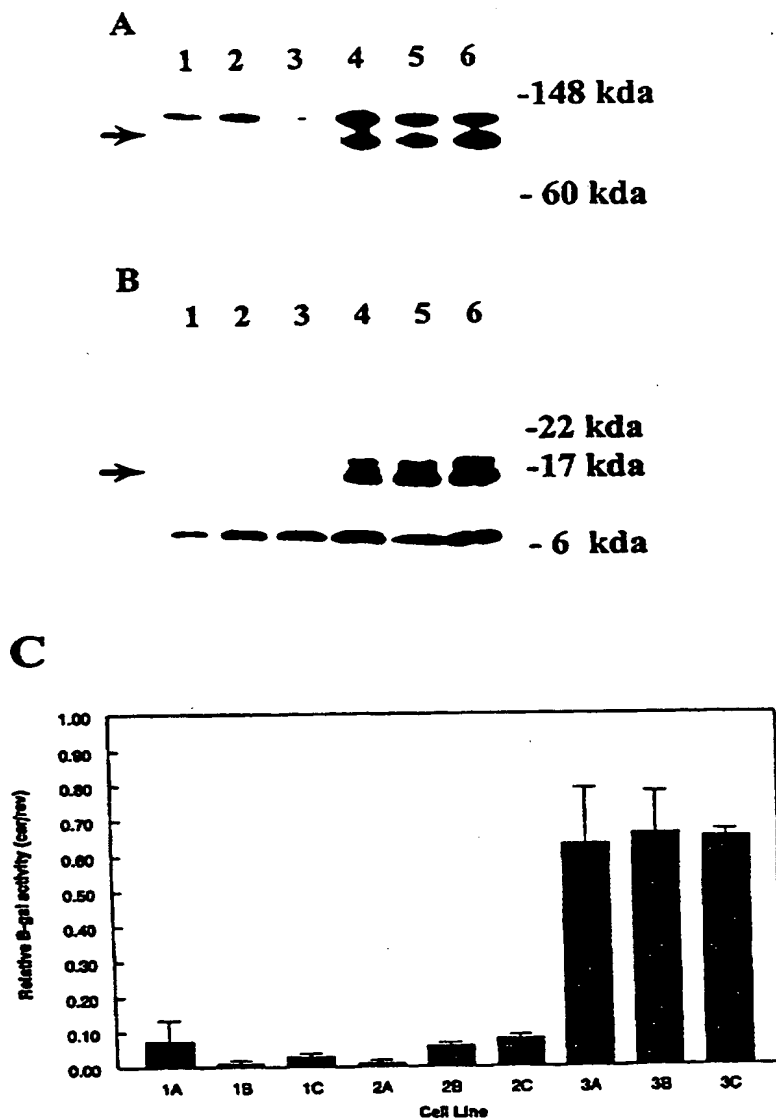 A
1 2 3 4 5 6
-148 kda
- 60 kda
B
1 2 3 4 5 6
-22 kda
-17 kda
- 6 kda
C
Relative B-gal activity (cer/rev)
1.00
0.90
0.80
0.70
0.60
0.50
0.40
0.30
0.20
0.10
0.00
1A 1B 1C 2A 2B 2C 3A 3B 3C
Cell Line